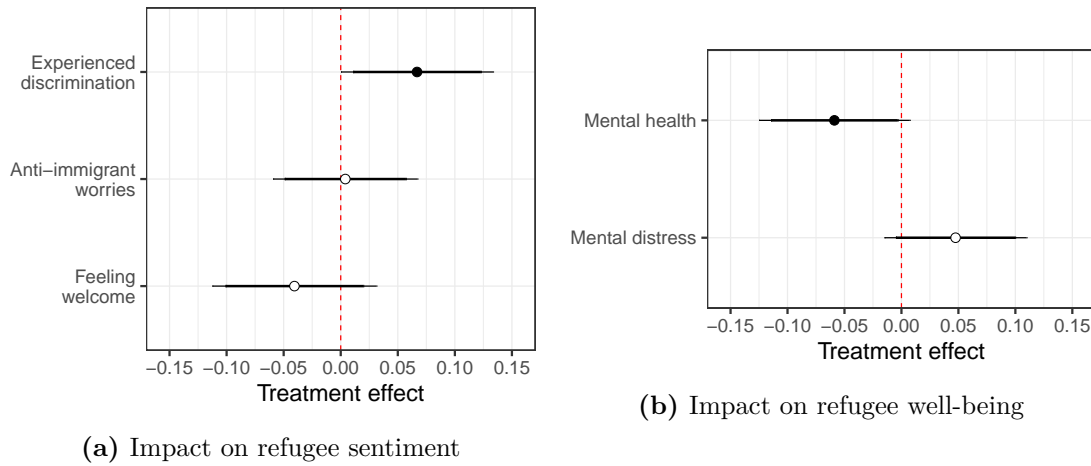 Experienced
discrimination
Anti−immigrant
worries
Feeling
welcome
−0.15 −0.10 −0.05 0.00 0.05 0.10 0.15
Treatment effect
(a) Impact on refugee sentiment
Mental health
Mental distress
−0.15 −0.10 −0.05 0.00 0.05 0.10 0.15
Treatment effect
(b) Impact on refugee well-being